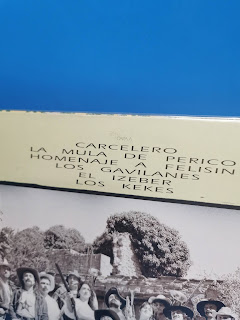 CARCELERO
LA MULA DE PERICO
HOMENAJE A FELISIN
LOS GAVILANES
EL IZEBER
LOS KEKES